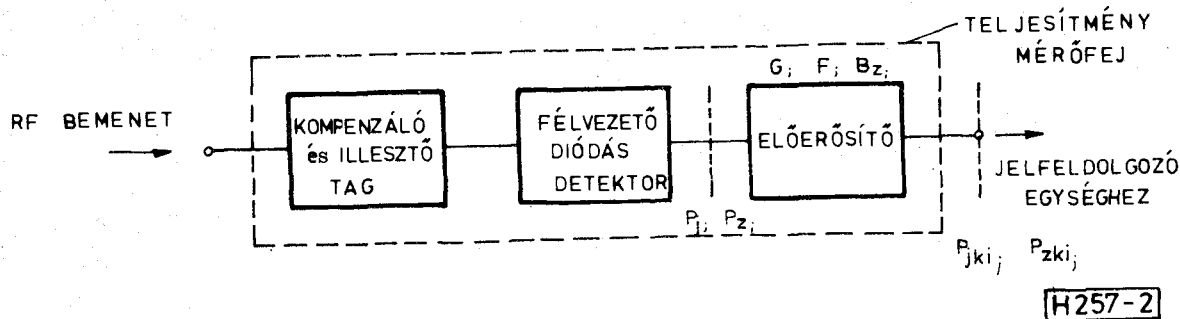 TELJESÍTMÉNY
MÉRŐFEJ
G; F; Bz;
RF BEMENET
KOMPENZÁLÓ
és ILLESZTŐ
TAG
FÉLVEZETŐ
DIÓDÁS
DETEKTOR
ELŐERŐSÍTŐ
JELFELDOLGOZÓ
EGYSÉGHEZ
Pj; Pz;
Pjki; Pzki;
H257-2